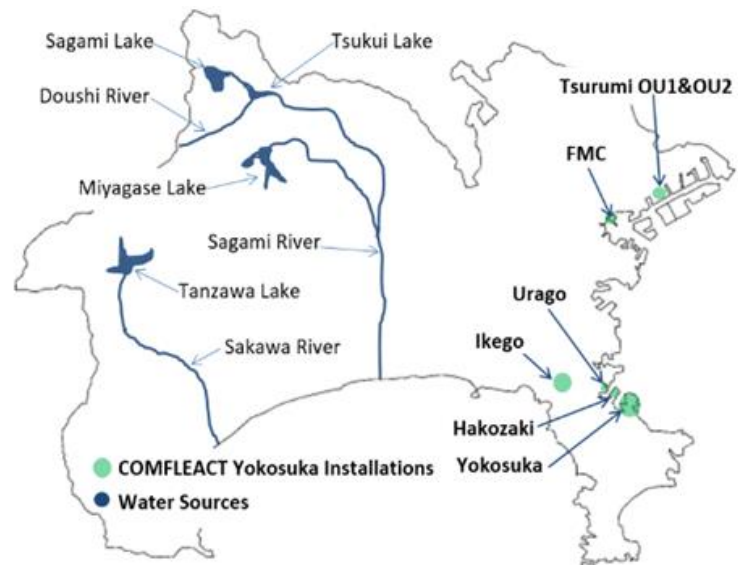 Sagami Lake
Tsukui Lake
Doushi River
Tsurumi OU1&OU2
FMC
Miyagase Lake
Sagami River
Tanzawa Lake
Urago
Ikego
Sakawa River
Hakozaki
Yokosuka
COMFLEACT Yokosuka Installations
Water Sources